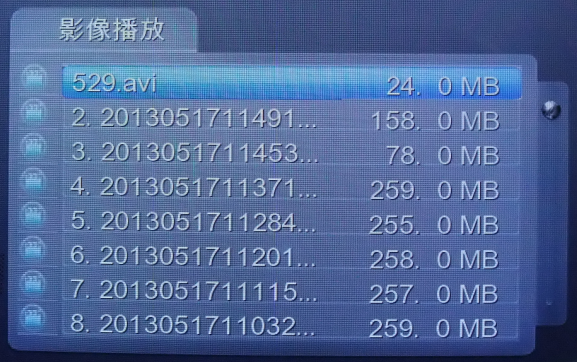 影像播放
529.avi 24. 0 MB
2. 2013051711491... 158. 0 MB
3. 2013051711453... 78. 0 MB
4. 2013051711371... 259. 0 MB
5. 2013051711284... 255. 0 MB
6. 2013051711201... 258. 0 MB
7. 2013051711115... 257. 0 MB
8. 2013051711032... 259. 0 MB